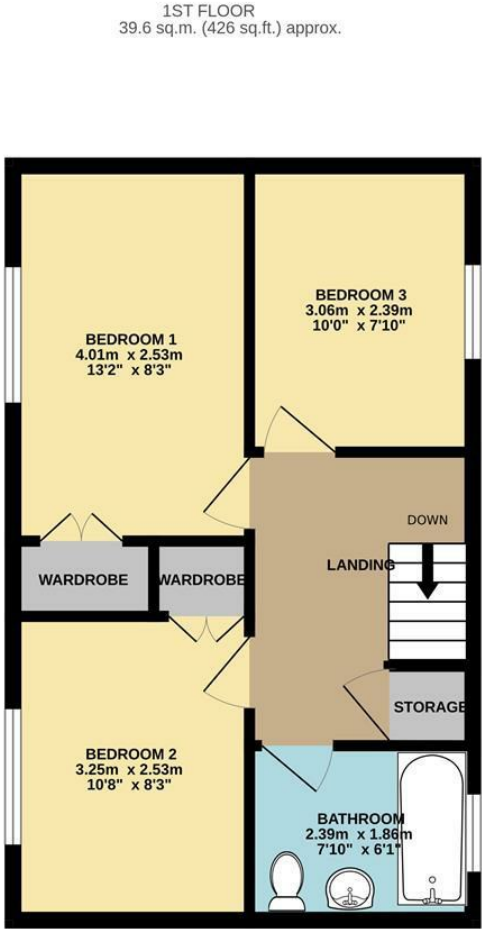 1ST FLOOR
39.6 sq.m. (426 sq.ft.) approx.
BEDROOM 3
3.06m x 2.39m
10'0" x 7'10"
BEDROOM 1
4.01m x 2.53m
13'2" x 8'3"
DOWN
LANDING
WARDROBE
WARDROBE
STORAGE
BEDROOM 2
3.25m x 2.53m
10'8" x 8'3"
BATHROOM
2.39m x 1.86m
7'10" x 6'1"